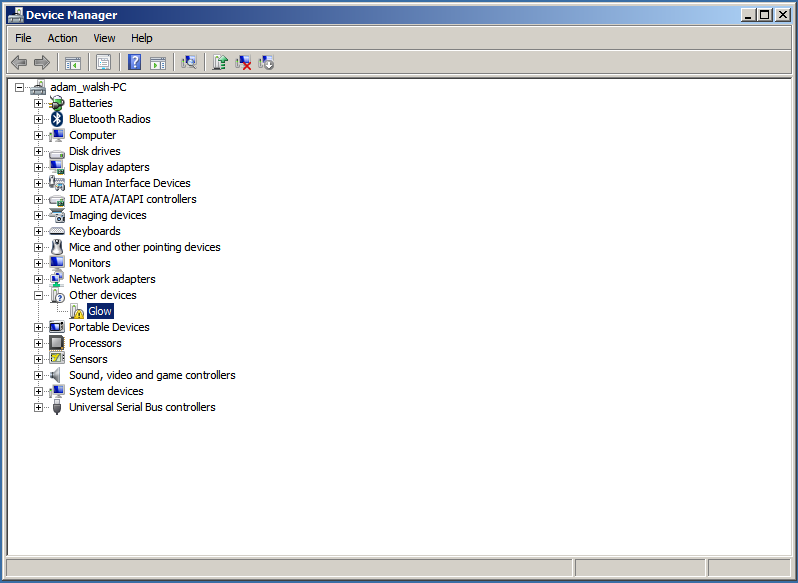 Device Manager
File Action View Help
adam_walsh-PC
Batteries
Bluetooth Radios
Computer
Disk drives
Display adapters
Human Interface Devices
IDE ATA/ATAPI controllers
Imaging devices
Keyboards
Mice and other pointing devices
Monitors
Network adapters
Other devices
Glow
Portable Devices
Processors
Sensors
Sound, video and game controllers
System devices
Universal Serial Bus controllers